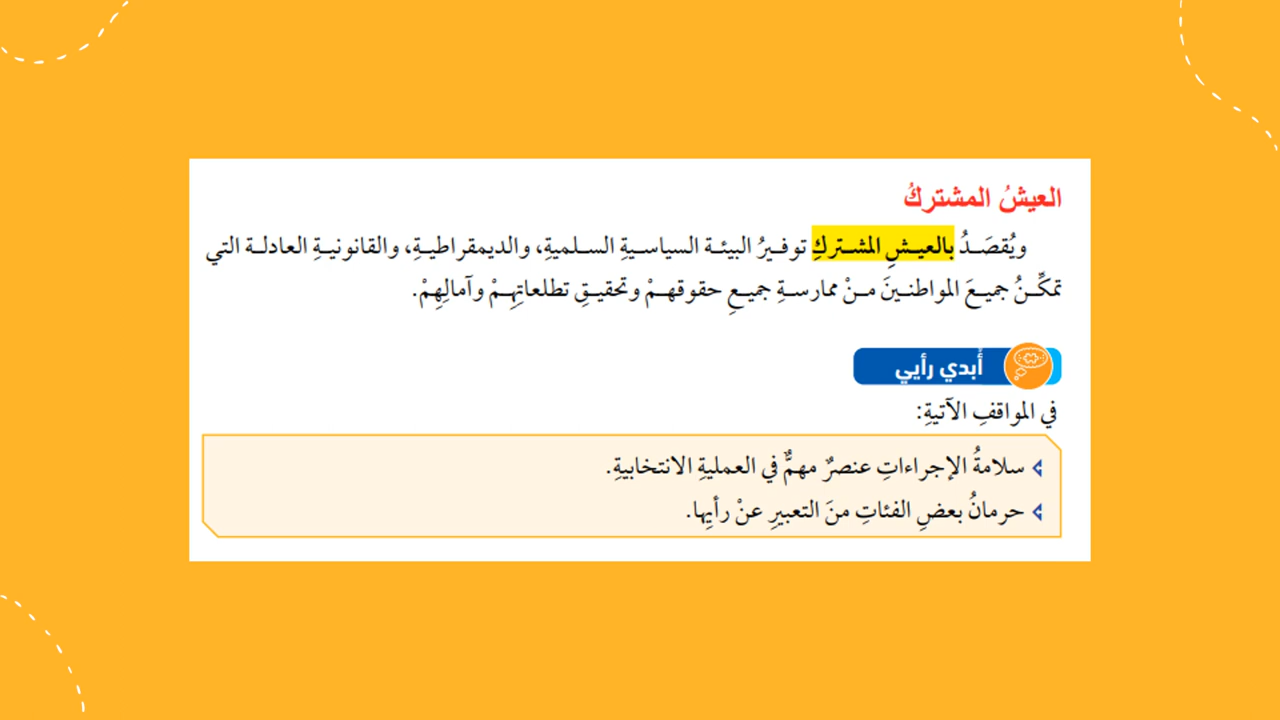 العيشُ المشتركُ
ويُقصَدُ بالعيشِ المشتركِ توفيرُ البيئة السياسيةِ السلميةِ، والديمقراطيةِ، والقانونيةِ العادلة التي
تمكِّنُ جميعَ المواطنينَ منْ ممارسةِ جميعِ حقوقهمْ وتحقيقِ تطلعاتِهِمْ وآمالِهِمْ.
أُبدي رأيي
في المواقفِ الآتيةِ:
سلامةُ الإجراءاتِ عنصرٌ مهمٌّ في العمليةِ الانتخابيةِ.
حرمانُ بعضِ الفئاتِ منَ التعبيرِ عنْ رأيِها.